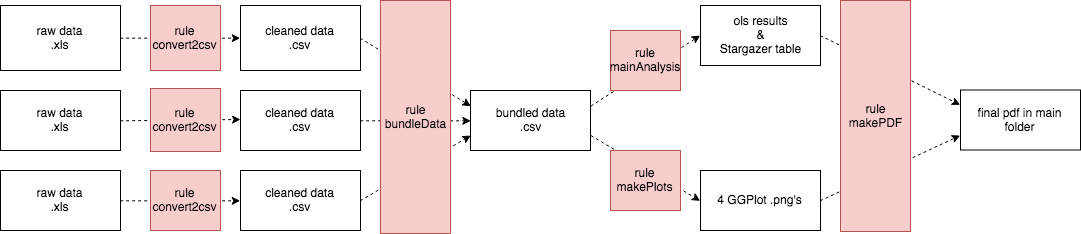 raw data
.xls
rule
convert2csv
cleaned data
.csv
raw data
.xls
rule
convert2csv
cleaned data
.csv
raw data
.xls
rule
convert2csv
cleaned data
.csv
rule
bundleData
bundled data
.csv
rule
mainAnalysis
ols results
&
Stargazer table
rule
makePlots
4 GGPlot .png's
rule
makePDF
final pdf in main
folder